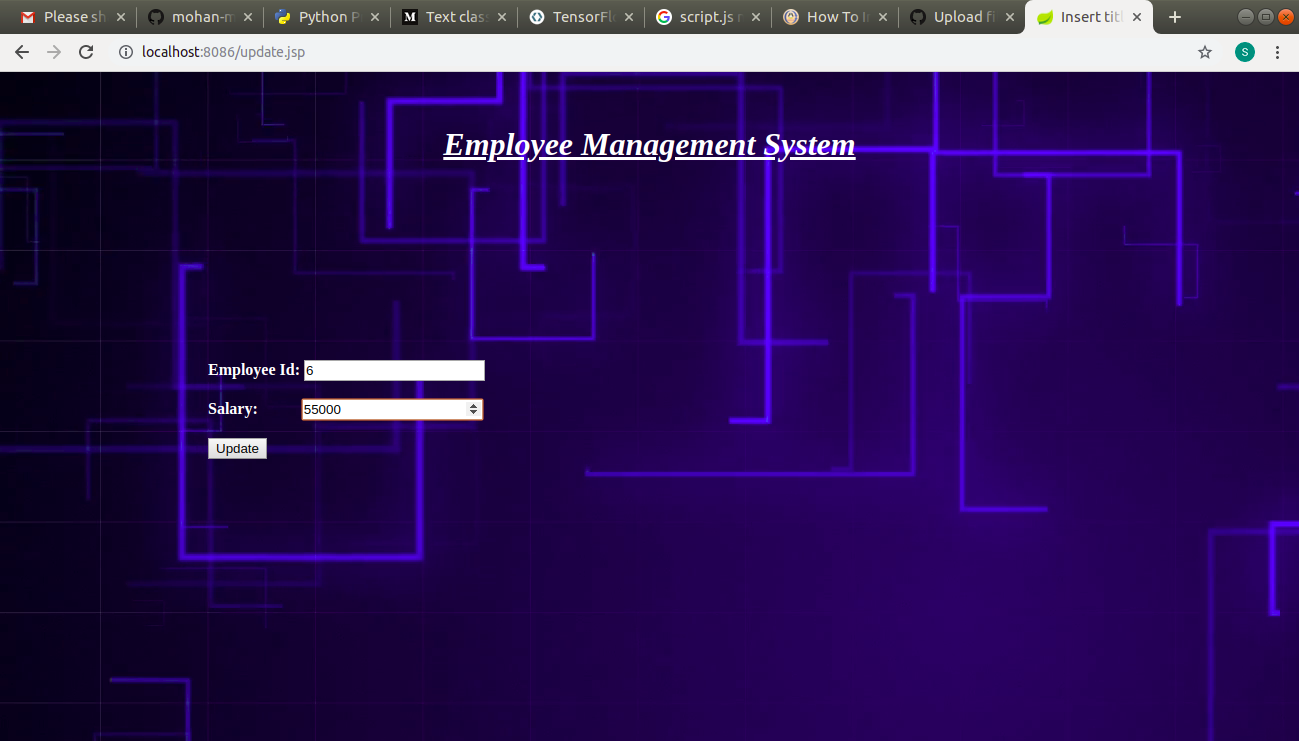 Please sh
mohan-m
Python P
Text clas
TensorFl
script.js
How To I
Upload fi
Insert titl
S
localhost:8086/update.jsp
Employee Management System
Employee Id: 6
Salary: 55000
Update